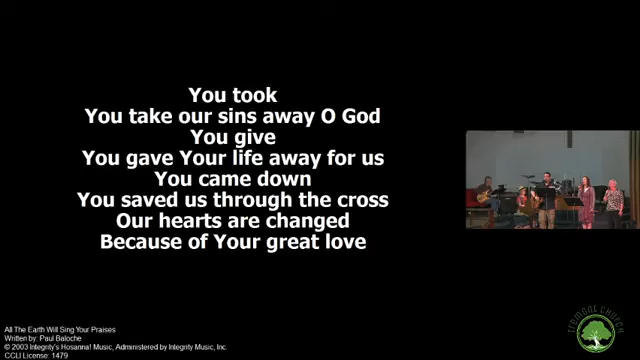 You took
You take our sins away O God
You give
You gave Your life away for us
You came down
You saved us through the cross
Our hearts are changed
Because of Your great love
All The Earth Will Sing Your Praises
Written by: Paul Baloche
© 2003 Integrity's Hosanna! Music, Administered by Integrity Music, Inc.
CCLI License: 1479
FREMONT CHURCH